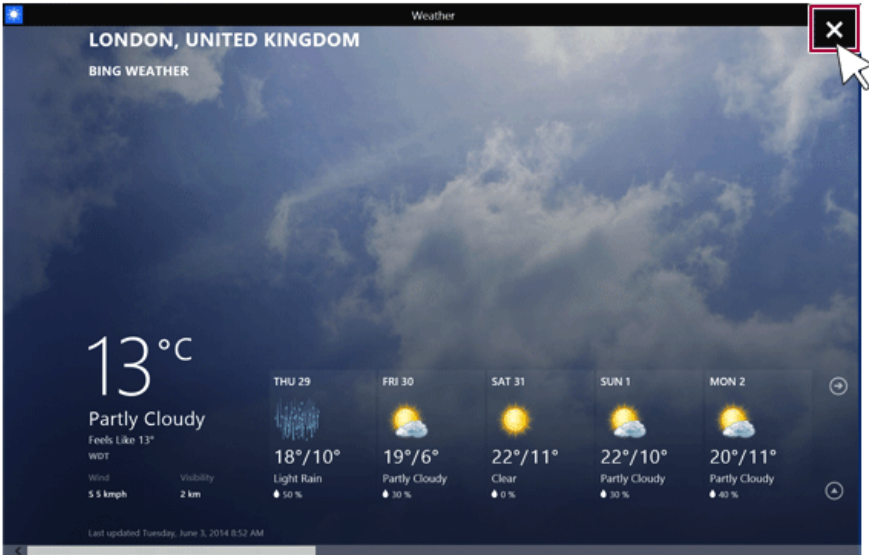 Weather
LONDON, UNITED KINGDOM
BING WEATHER
13°C
Partly Cloudy
Feels Like 13°
WDT
Wind Visibility
S 5 kmph 2 km
THU 29 FRI 30 SAT 31 SUN 1 MON 2
18°/10° 19°/6° 22°/11° 22°/10° 20°/11°
Light Rain Partly Cloudy Clear Partly Cloudy Partly Cloudy
50 % 30 % 0 % 30 % 40 %
Last updated Tuesday, June 3, 2014 8:52 AM